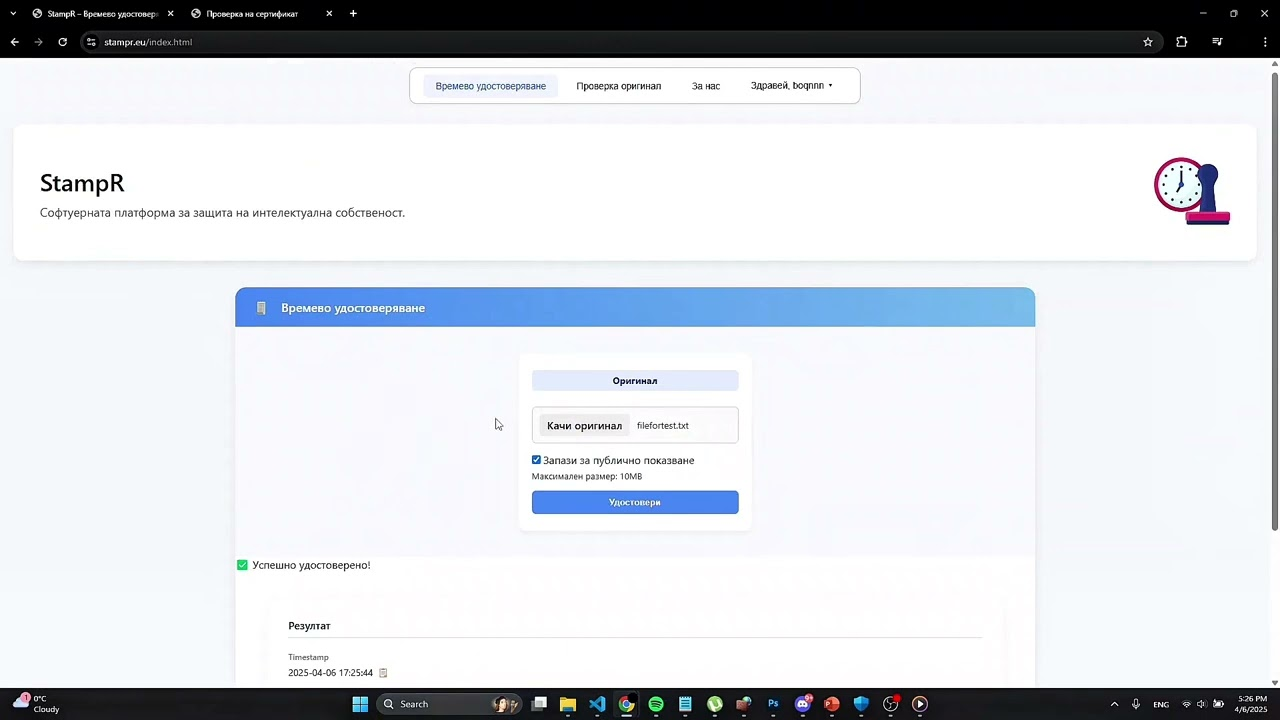 StampR – Времево удостовер
Проверка на сертификат
stampr.eu/index.html
Времево удостоверяване
Проверка оригинал
За нас
Здравей, boqnnn
StampR
Софтуерната платформа за защита на интелектуална собственост.
Времево удостоверяване
Оригинал
Качи оригинал filefortest.txt
Запази за публично показване
Максимален размер: 10MB
Удостовери
Успешно удостоверено!
Резултат
Timestamp
2025-04-06 17:25:44
0°C
Cloudy
Search
ENG
5:26 PM
4/6/2025